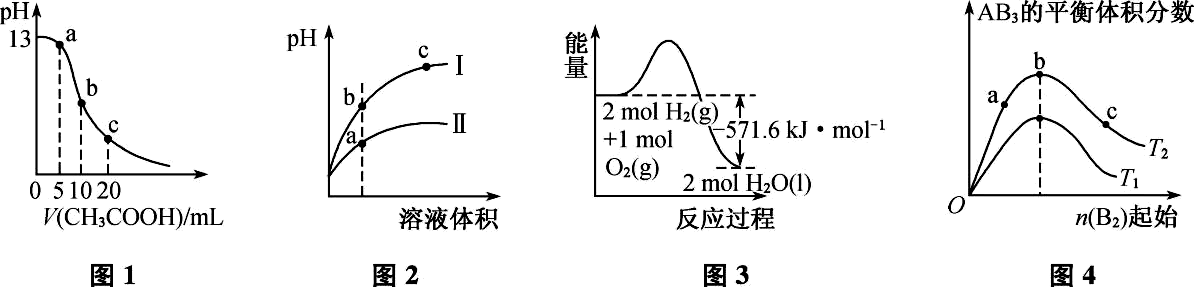 pH
13
a
b
c
0 5 10 20
V(CH₃COOH)/mL
图1
pH
c
Ⅰ
b
Ⅱ
a
溶液体积
图2
能量
2 mol H₂(g)
+1 mol
O₂(g)
−571.6 kJ·mol⁻¹
2 mol H₂O(l)
反应过程
图3
AB₃的平衡体积分数
b
a
c
T₂
T₁
O
n(B₂)起始
图4